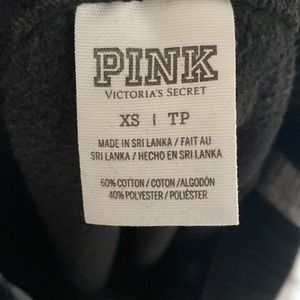 PINK
VICTORIA'S SECRET
XS | TP
MADE IN SRI LANKA / FAIT AU
SRI LANKA / HECHO EN SRI LANKA
60% COTTON / COTON / ALGODÓN
40% POLYESTER / POLIÉSTER